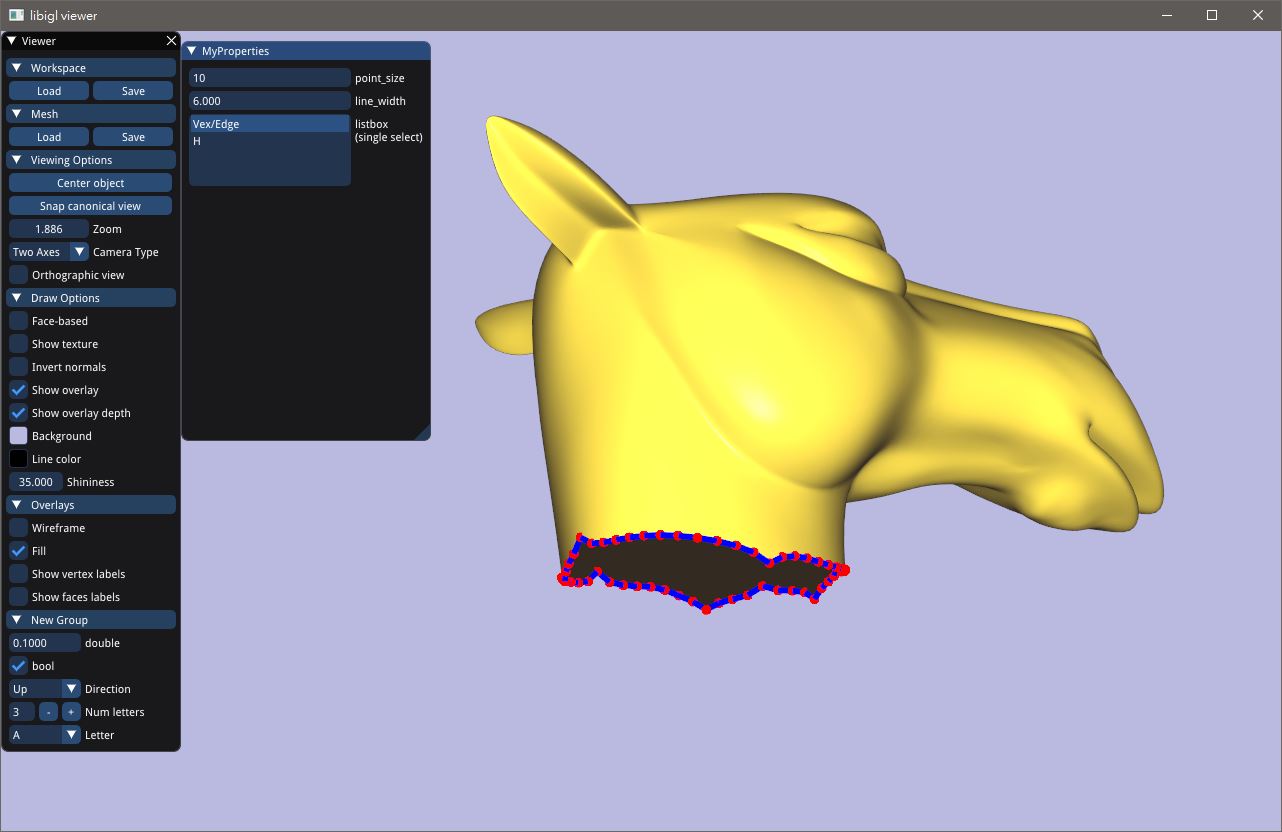 libigl viewer
Viewer
Workspace
Load Save
Mesh
Load Save
Viewing Options
Center object
Snap canonical view
1.886 Zoom
Two Axes Camera Type
Orthographic view
Draw Options
Face-based
Show texture
Invert normals
Show overlay
Show overlay depth
Background
Line color
35.000 Shininess
Overlays
Wireframe
Fill
Show vertex labels
Show faces labels
New Group
0.1000 double
bool
Up Direction
3 - + Num letters
A Letter
MyProperties
10 point_size
6.000 line_width
Vex/Edge listbox
H (single select)